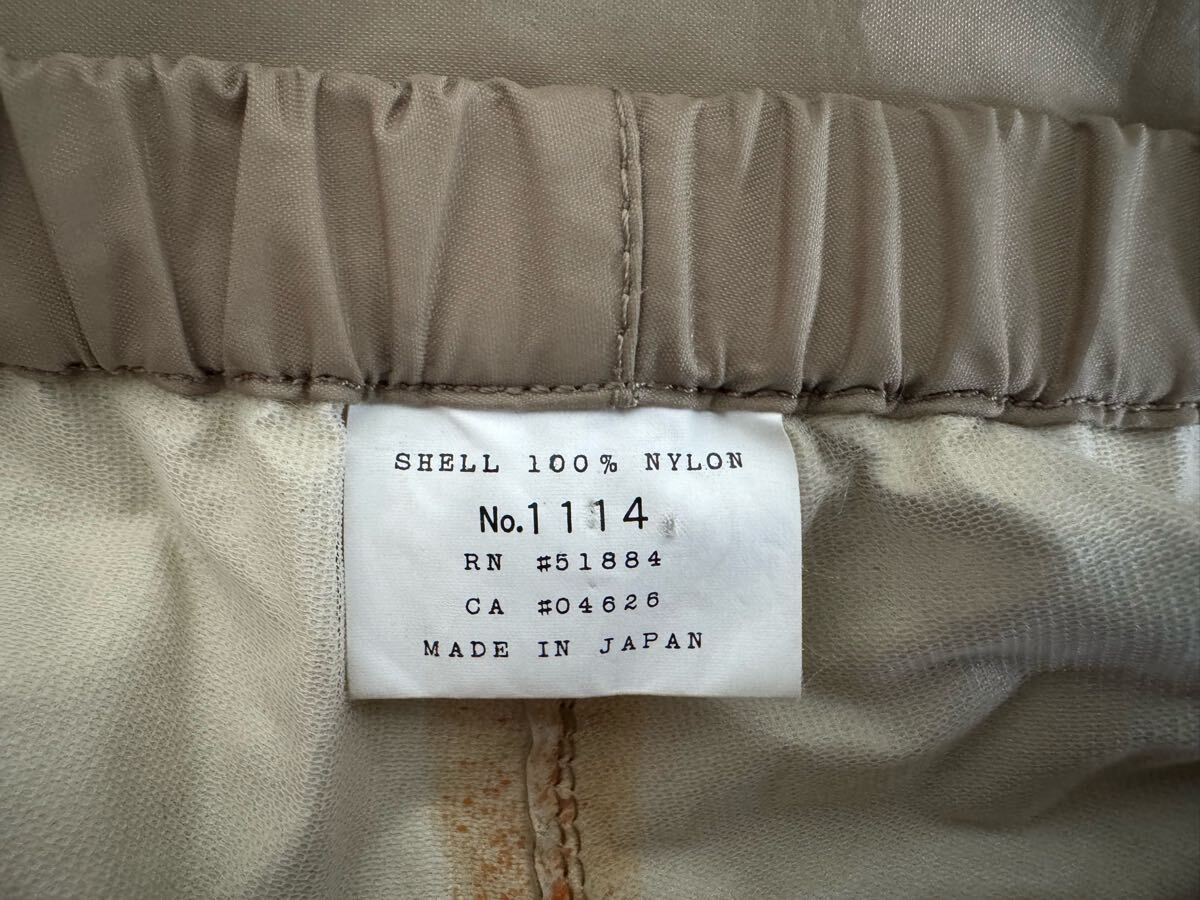 SHELL 100% NYLON
No.1114
RN #51884
CA #04626
MADE IN JAPAN